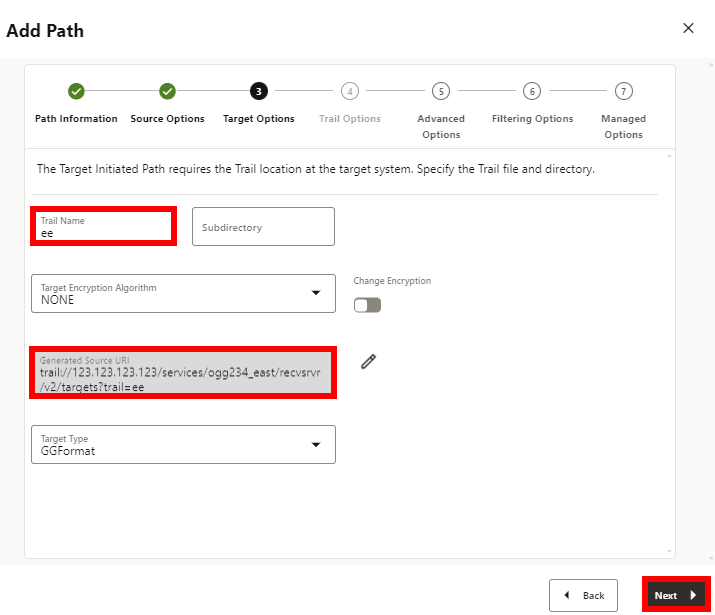 Add Path
3 4 5 6 7
Path Information Source Options Target Options Trail Options Advanced Options Filtering Options Managed Options
The Target Initiated Path requires the Trail location at the target system. Specify the Trail file and directory.
Trail Name
ee
Subdirectory
Target Encryption Algorithm
NONE
Change Encryption
Generated Source URI
trail://123.123.123.123/services/ogg234_east/recvsrvr
/v2/targets?trail=ee
Target Type
GGFormat
Back
Next